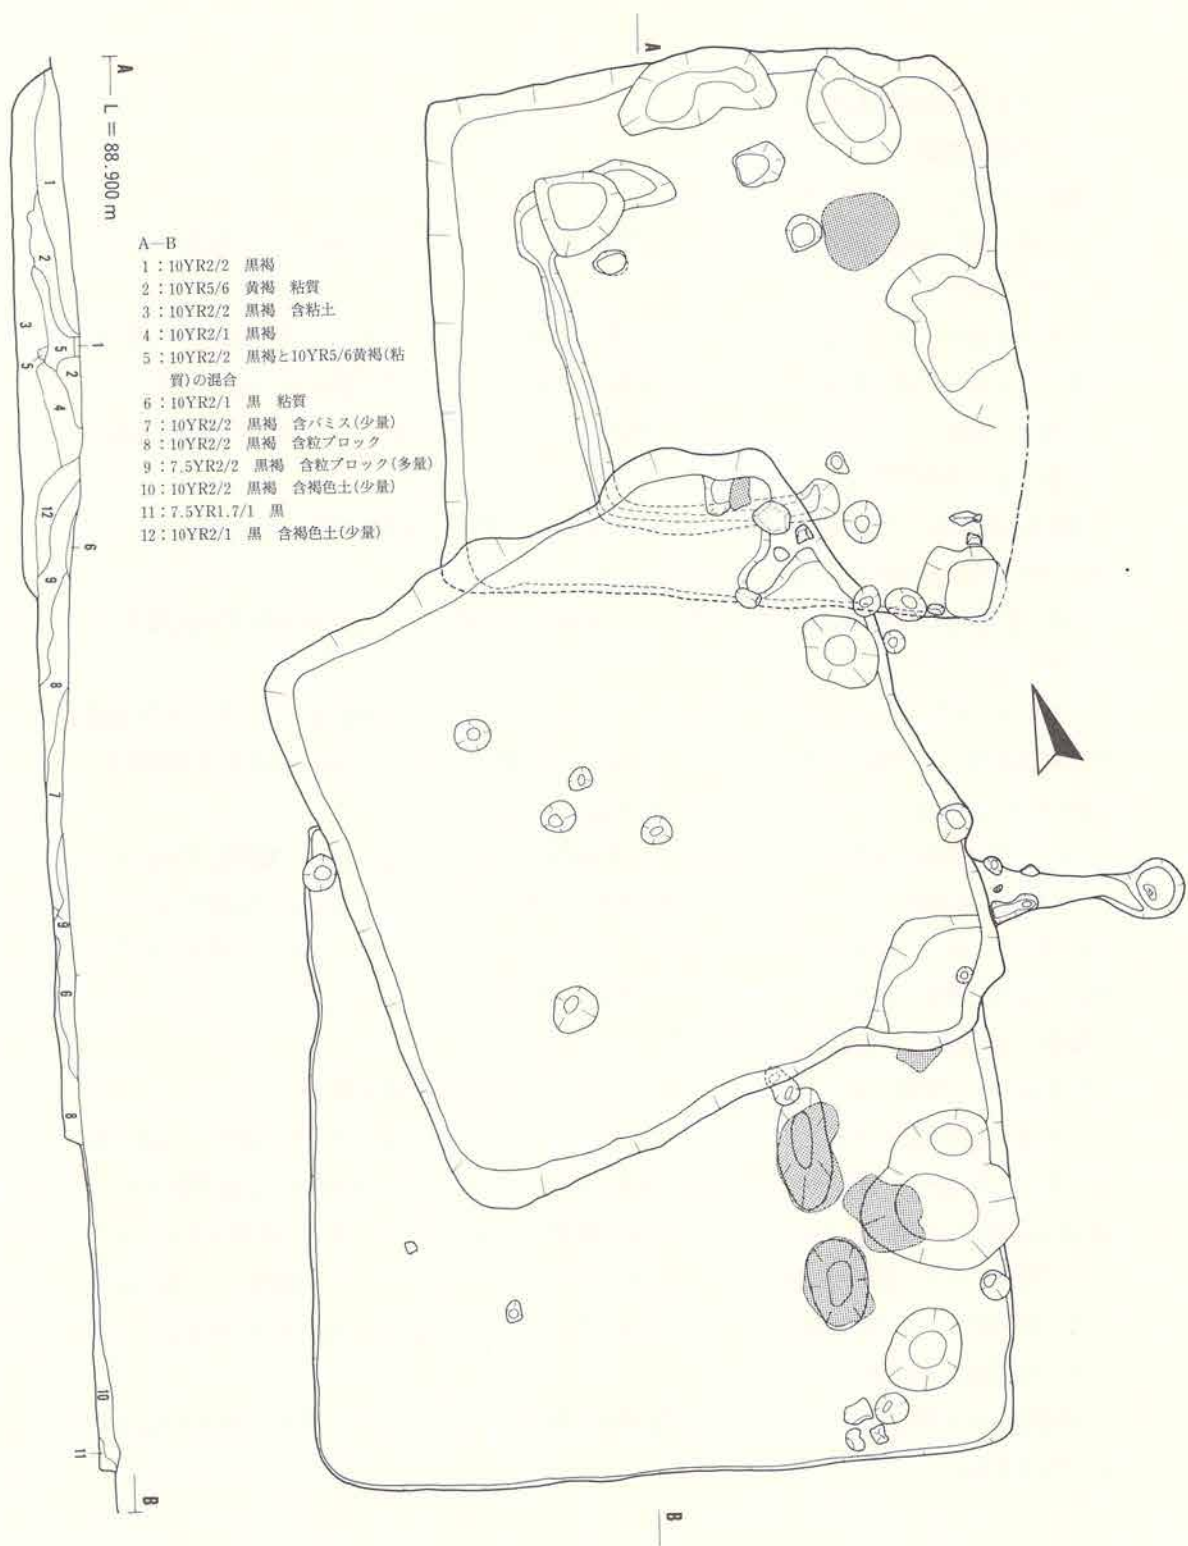 A
A
L = 88.900 m
A—B
1：10YR2/2 黒褐
2：10YR5/6 黄褐 粘質
3：10YR2/2 黒褐 含粘土
4：10YR2/1 黒褐
5：10YR2/2 黒褐と10YR5/6黄褐(粘
質)の混合
6：10YR2/1 黒 粘質
7：10YR2/2 黒褐 含パミス(少量)
8：10YR2/2 黒褐 含粒ブロック
9：7.5YR2/2 黒褐 含粒ブロック(多量)
10：10YR2/2 黒褐 含褐色土(少量)
11：7.5YR1.7/1 黒
12：10YR2/1 黒 含褐色土(少量)
1
2
3
5
1
5
2
4
12
6
9
8
7
9
6
8
10
11
B
B